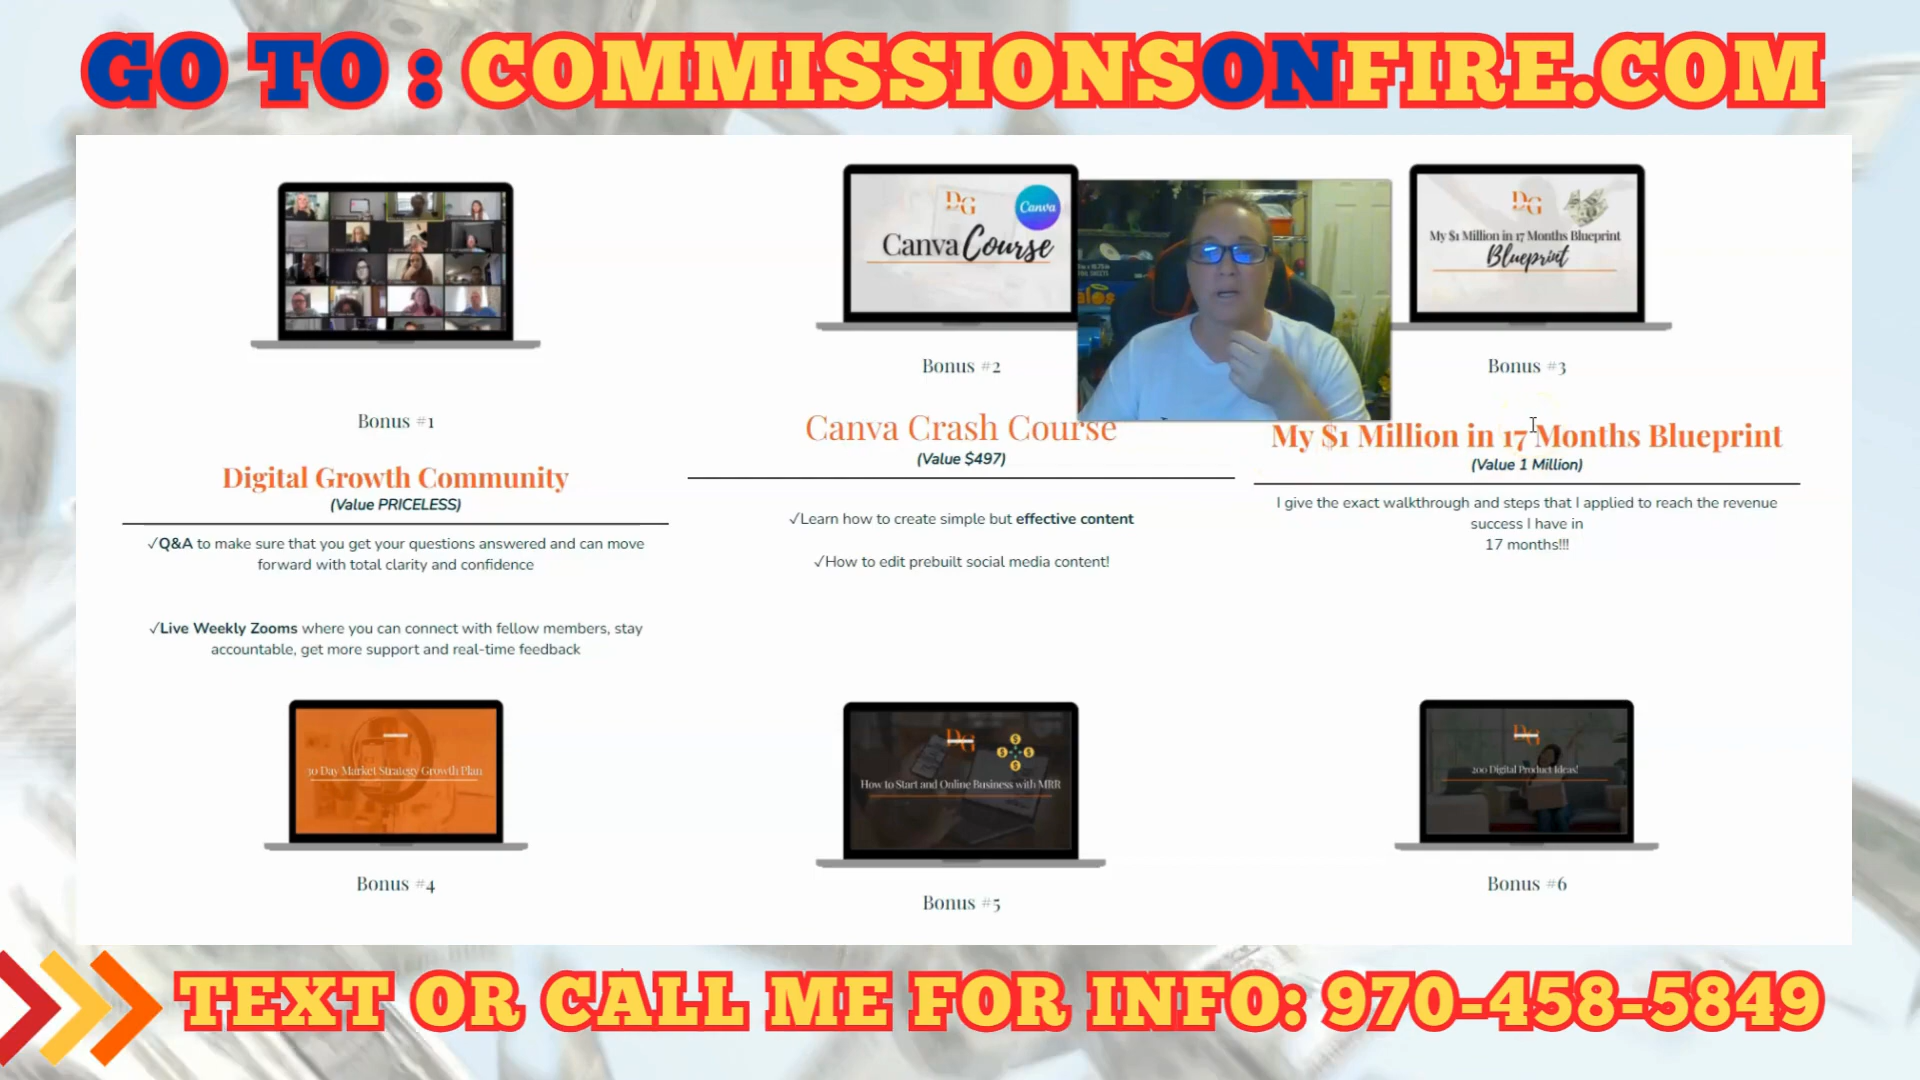 GO TO : COMMISSIONSONFIRE.COM
DG
Canva
Canva Course
DG
My $1 Million in 17 Months Blueprint
Blueprint
Bonus #1
Digital Growth Community
(Value PRICELESS)
✓Q&A to make sure that you get your questions answered and can move
forward with total clarity and confidence
✓Live Weekly Zooms where you can connect with fellow members, stay
accountable, get more support and real-time feedback
Bonus #2
Canva Crash Course
(Value $497)
✓Learn how to create simple but effective content
✓How to edit prebuilt social media content!
Bonus #3
My $1 Million in 17 Months Blueprint
(Value 1 Million)
I give the exact walkthrough and steps that I applied to reach the revenue
success I have in
17 months!!!
30 Day Market Strategy Growth Plan
Bonus #4
DG
How to Start and Online Business with MRR
Bonus #5
DG
200 Digital Product Ideas!
Bonus #6
TEXT OR CALL ME FOR INFO: 970-458-5849